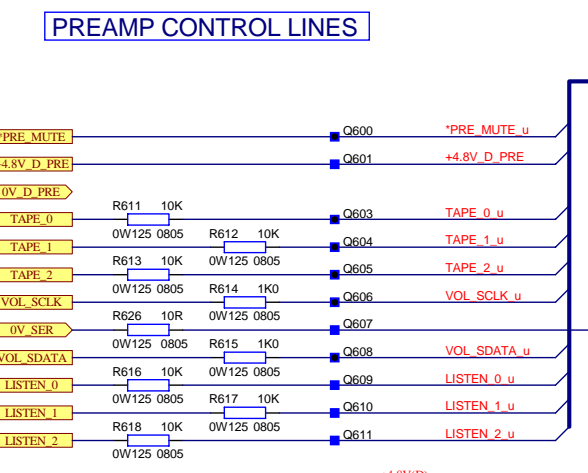 PREAMP CONTROL LINES
*PRE_MUTE Q600 *PRE_MUTE_u
+4.8V_D_PRE Q601 +4.8V_D_PRE
0V_D_PRE
TAPE_0 R611 10K 0W125 0805 Q603 TAPE_0_u
TAPE_1 R612 10K 0W125 0805 Q604 TAPE_1_u
TAPE_2 R613 10K 0W125 0805 Q605 TAPE_2_u
VOL_SCLK R614 1K0 0W125 0805 Q606 VOL_SCLK_u
0V_SER R626 10R 0W125 0805 Q607
VOL_SDATA R615 1K0 0W125 0805 Q608 VOL_SDATA_u
LISTEN_0 R616 10K 0W125 0805 Q609 LISTEN_0_u
LISTEN_1 R617 10K 0W125 0805 Q610 LISTEN_1_u
LISTEN_2 R618 10K 0W125 0805 Q611 LISTEN_2_u